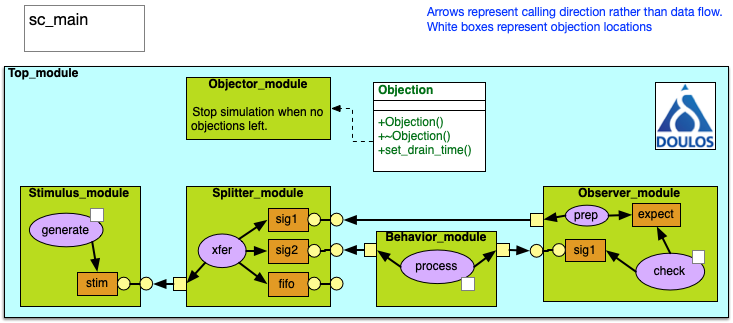 sc_main
Arrows represent calling direction rather than data flow.
White boxes represent objection locations
Top_module
Objector_module
Stop simulation when no
objections left.
Objection
+Objection()
+~Objection()
+set_drain_time()
DOULOS
Stimulus_module
generate
stim
Splitter_module
xfer
sig1
sig2
fifo
Behavior_module
process
Observer_module
prep
expect
sig1
check